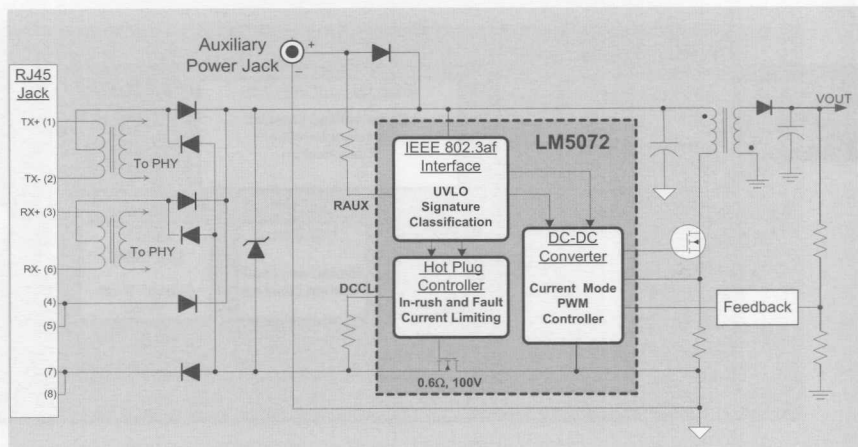 Auxiliary
Power Jack
+
–
RJ45
Jack
TX+ (1)
To PHY
TX- (2)
RX+ (3)
To PHY
RX- (6)
(4)
(5)
(7)
(8)
RAUX
DCCL
LM5072
IEEE 802.3af
Interface
UVLO
Signature
Classification
Hot Plug
Controller
In-rush and Fault
Current Limiting
DC-DC
Converter
Current Mode
PWM
Controller
0.6Ω, 100V
VOUT
Feedback